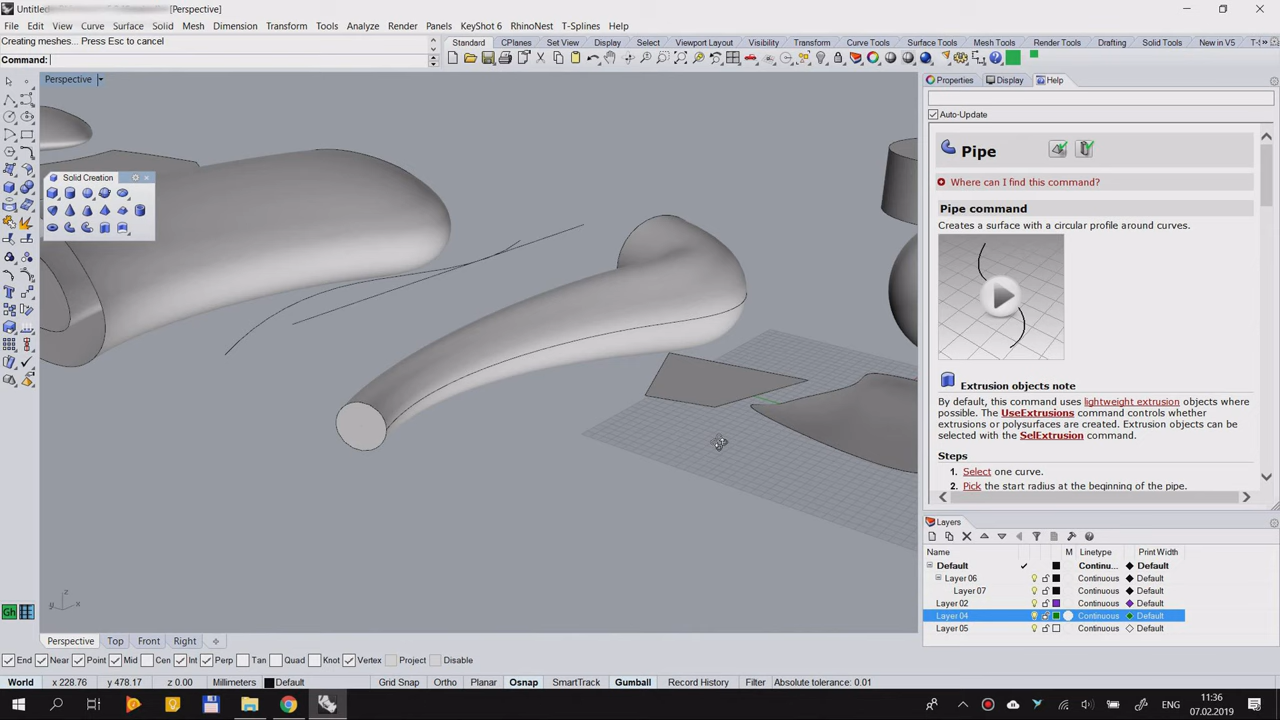 Untitled [Perspective]
File Edit View Curve Surface Solid Mesh Dimension Transform Tools Analyze Render Panels KeyShot 6 RhinoNest T-Splines Help
Creating meshes... Press Esc to cancel
Command:
Standard CPlanes Set View Display Select Viewport Layout Visibility Transform Curve Tools Surface Tools Mesh Tools Render Tools Drafting Solid Tools New in V5
Perspective
Properties Display Help
Auto-Update
Pipe
Where can I find this command?
Solid Creation
Pipe command
Creates a surface with a circular profile around curves.
Extrusion objects note
By default, this command uses lightweight extrusion objects where
possible. The UseExtrusions command controls whether
extrusions or polysurfaces are created. Extrusion objects can be
selected with the SelExtrusion command.
Steps
1. Select one curve.
2. Pick the start radius at the beginning of the pipe.
Layers
Name M Linetype Print Width
Default Continu... Default
Layer 06 Continuous Default
Layer 07 Continuous Default
Layer 02 Continuous Default
Layer 04 Continuous Default
Layer 05 Continuous Default
z
y x
Gh
Perspective Top Front Right
End Near Point Mid Cen Int Perp Tan Quad Knot Vertex Project Disable
World x 228.76 y 478.17 z 0.00 Millimeters Default Grid Snap Ortho Planar Osnap SmartTrack Gumball Record History Filter Absolute tolerance: 0.01
ENG 11:36
07.02.2019